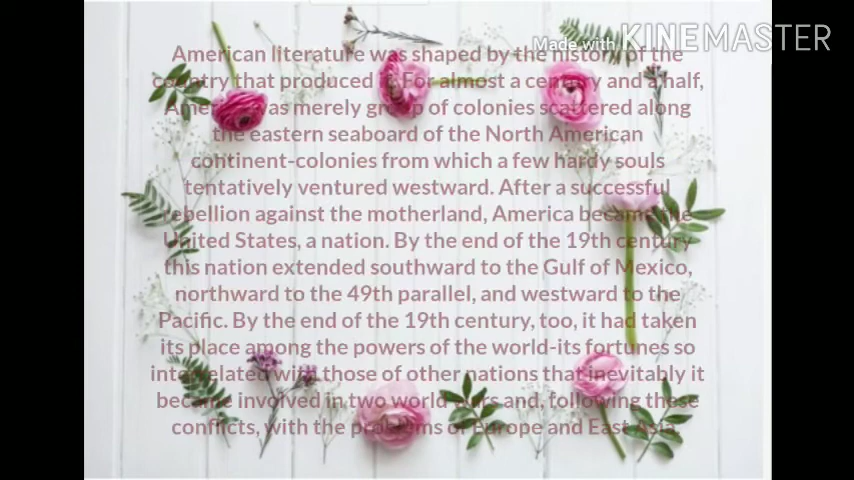 Made with KINEMASTER
American literature was shaped by the history of the
country that produced it. For almost a century and a half,
America was merely group of colonies scattered along
the eastern seaboard of the North American
continent-colonies from which a few hardy souls
tentatively ventured westward. After a successful
rebellion against the motherland, America became the
United States, a nation. By the end of the 19th century
this nation extended southward to the Gulf of Mexico,
northward to the 49th parallel, and westward to the
Pacific. By the end of the 19th century, too, it had taken
its place among the powers of the world-its fortunes so
interrelated with those of other nations that inevitably it
became involved in two world wars and, following these
conflicts, with the problems of Europe and East Asia.